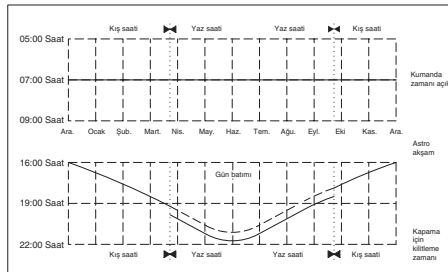 Kış saati Yaz saati Yaz saati Kış saati
05:00 Saat
07:00 Saat
Kumanda
zamanı açık
09:00 Saat
Ara. Ocak Şub. Mart. Nis. May. Haz. Tem. Ağu. Eyl. Eki Kas. Ara.
16:00 Saat
Astro
akşam
Gün batımı
19:00 Saat
Kapama
için
kilitleme
zamanı
22:00 Saat
Kış saati Yaz saati Yaz saati Kış saati